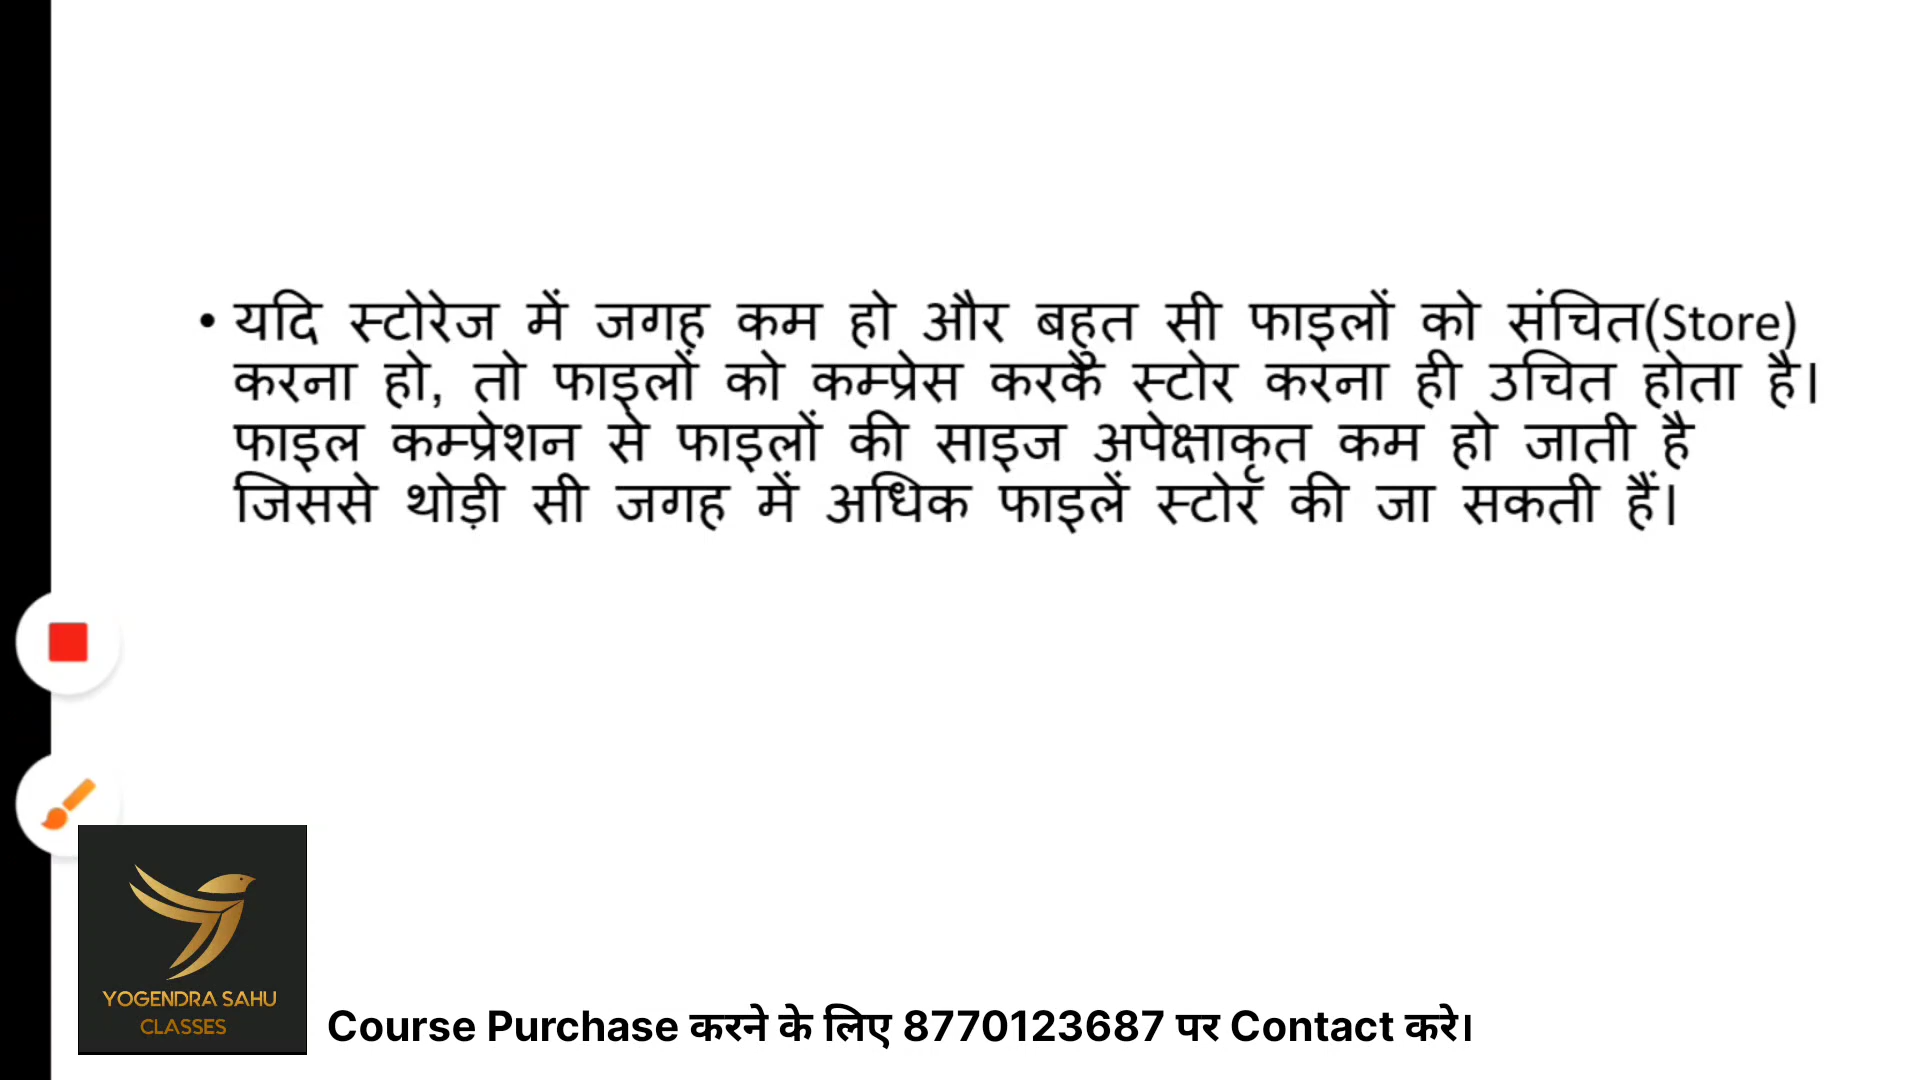 • यदि स्टोरेज में जगह कम हो और बहुत सी फाइलों को संचित(Store)
करना हो, तो फाइलों को कम्प्रेस करके स्टोर करना ही उचित होता है।
फाइल कम्प्रेशन से फाइलों की साइज अपेक्षाकृत कम हो जाती है
जिससे थोड़ी सी जगह में अधिक फाइलें स्टोर की जा सकती हैं।
YOGENDRA SAHU
CLASSES
Course Purchase करने के लिए 8770123687 पर Contact करे।